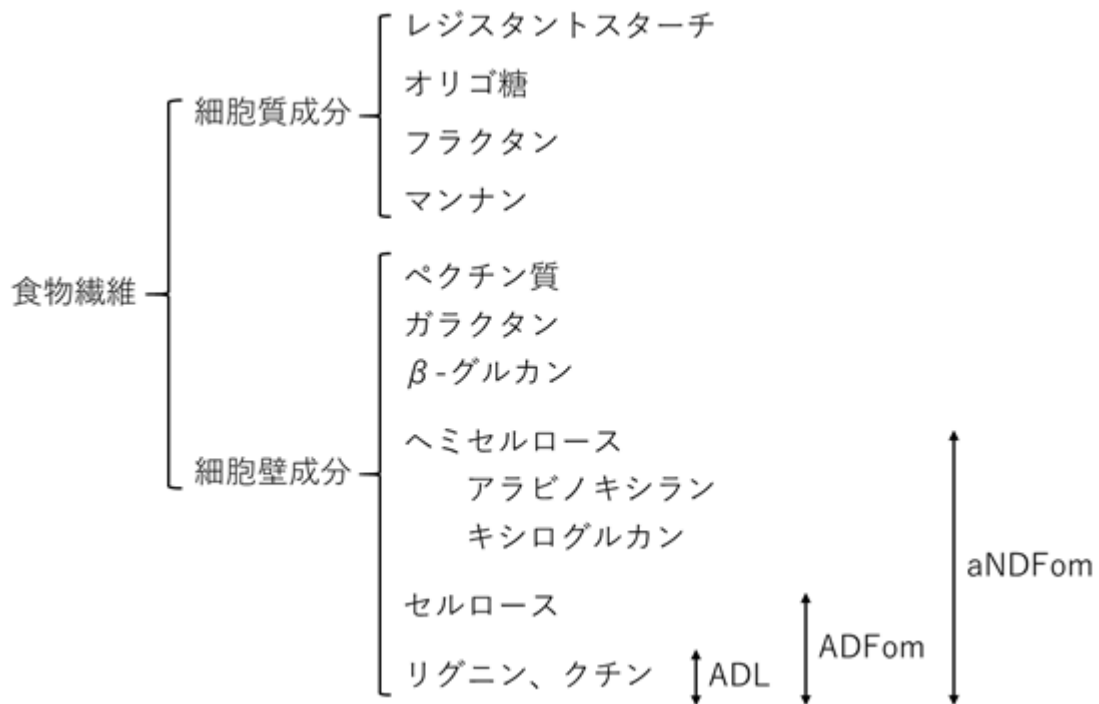 レジスタントスターチ
オリゴ糖
細胞質成分
フラクタン
マンナン
ペクチン質
食物繊維
ガラクタン
β-グルカン
ヘミセルロース
細胞壁成分
アラビノキシラン
キシログルカン
aNDFom
セルロース
ADFom
リグニン、クチン
ADL